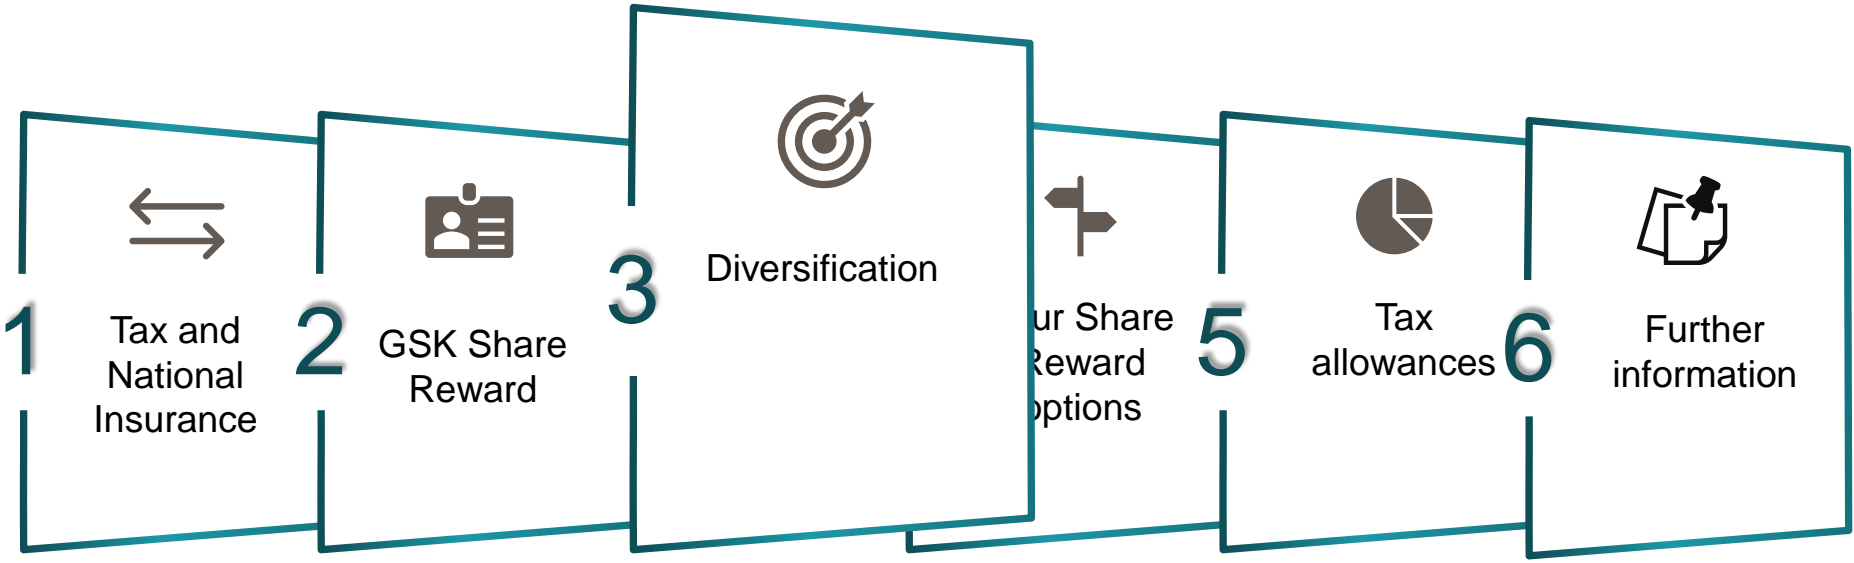 1
Tax and
National
Insurance
2
GSK Share
Reward
3
Diversification
ur Share
Reward
options
5
Tax
allowances
6
Further
information